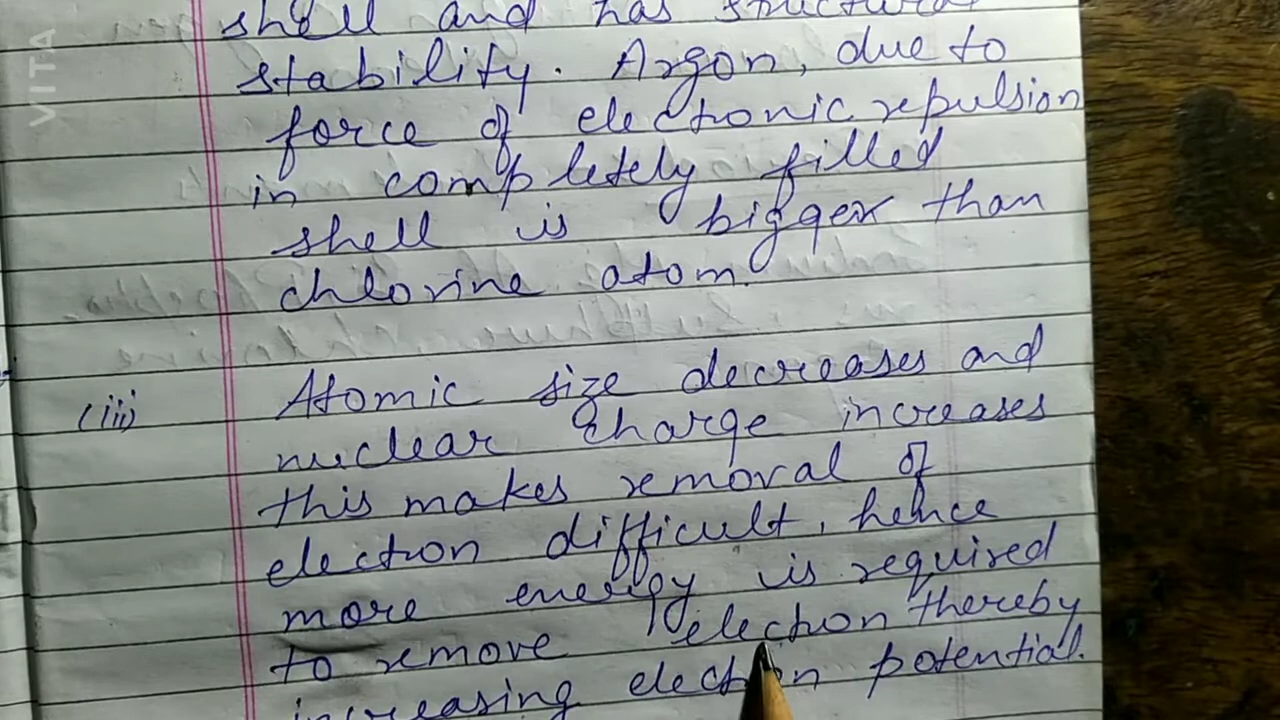 shell and has structural
stability. Argon, due to
force of electronic repulsion
in completely filled
shell is bigger than
chlorine atom.
(iii) Atomic size decreases and
nuclear charge increases
this makes removal of
electron difficult, hence
more energy is required
to remove electron thereby
increasing electron potential.
VITA